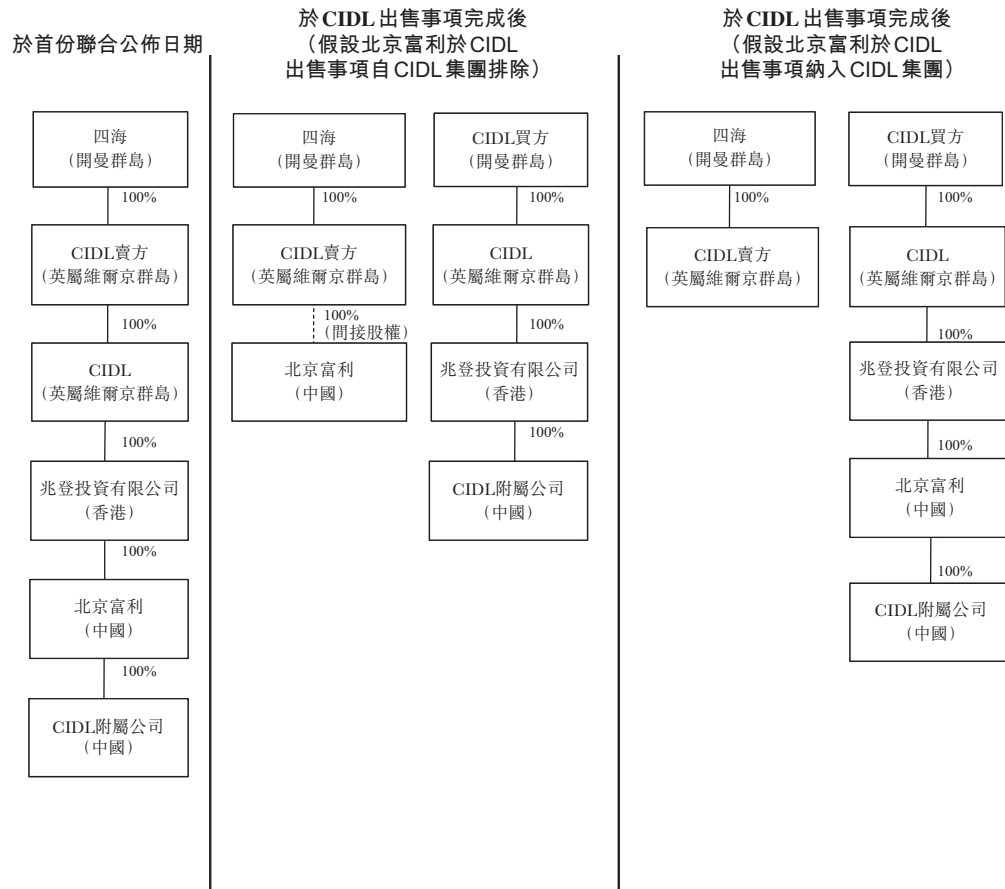 於首份聯合公佈日期
四海
（開曼群島）
100%
CIDL賣方
（英屬維爾京群島）
100%
CIDL
（英屬維爾京群島）
100%
兆登投資有限公司
（香港）
100%
北京富利
（中國）
100%
CIDL附屬公司
（中國）
於CIDL出售事項完成後
（假設北京富利於CIDL
出售事項自CIDL集團排除）
四海
（開曼群島）
100%
CIDL賣方
（英屬維爾京群島）
100%
（間接股權）
北京富利
（中國）
CIDL買方
（開曼群島）
100%
CIDL
（英屬維爾京群島）
100%
兆登投資有限公司
（香港）
100%
CIDL附屬公司
（中國）
於CIDL出售事項完成後
（假設北京富利於CIDL
出售事項納入CIDL集團）
四海
（開曼群島）
100%
CIDL賣方
（英屬維爾京群島）
CIDL買方
（開曼群島）
100%
CIDL
（英屬維爾京群島）
100%
兆登投資有限公司
（香港）
100%
北京富利
（中國）
100%
CIDL附屬公司
（中國）